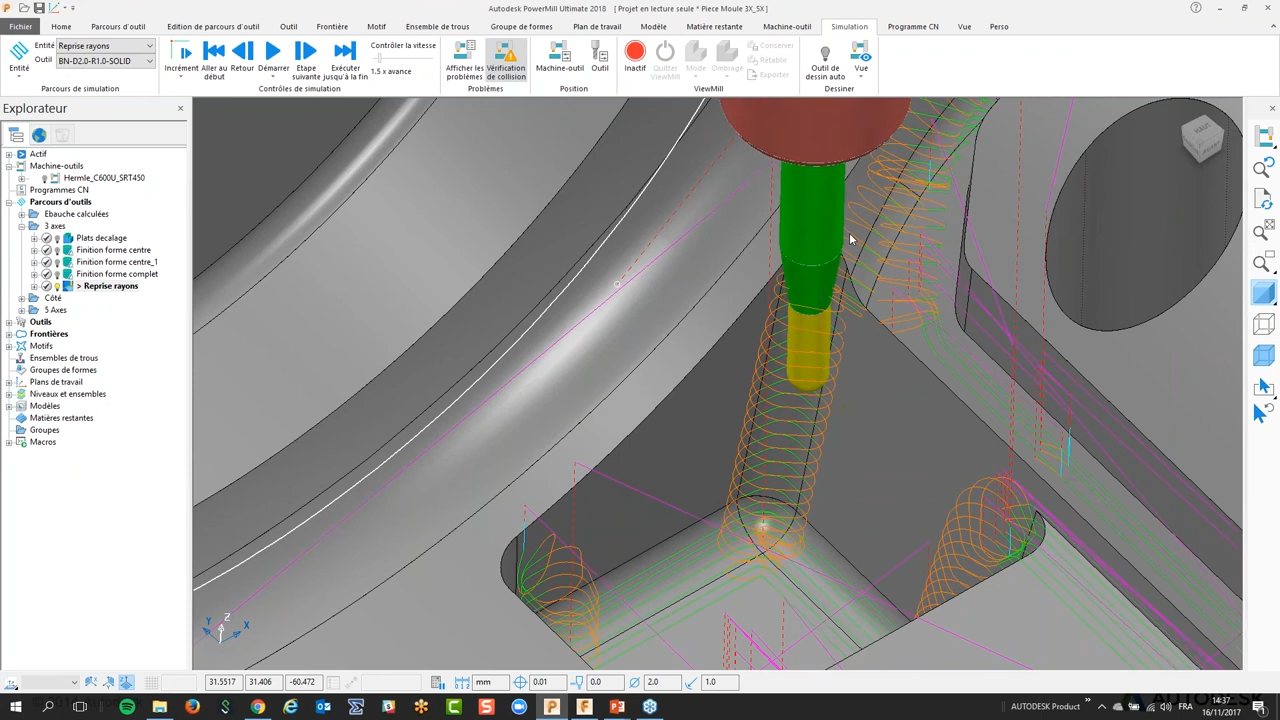 Autodesk PowerMill Ultimate 2018 [ Projet en lecture seule * Piece Moule 3X_5X ]
Fichier Home Parcours d'outil Edition de parcours d'outil Outil Frontière Motif Ensemble de trous Groupe de formes Plan de travail Modèle Matière restante Machine-outil Simulation Programme CN Vue Perso
Entité
Entité Reprise rayons
Outil BN-D2.0-R1.0-SOLID
Parcours de simulation
Incrément
Aller au début
Retour
Démarrer
Etape suivante
Exécuter jusqu'à la fin
Contrôler la vitesse
1.5 x avance
Contrôles de simulation
Afficher les problèmes
Vérification de collision
Problèmes
Machine-outil
Outil
Position
Inactif
Quitter ViewMill
Mode
Ombrage
Conserver
Rétablir
Exporter
ViewMill
Outil de dessin auto
Vue
Dessiner
Explorateur
Actif
Machine-outils
Hermle_C600U_SRT450
Programmes CN
Parcours d'outils
Ebauche calculées
3 axes
Plats decalage
Finition forme centre
Finition forme centre_1
Finition forme complet
> Reprise rayons
Côté
5 Axes
Outils
Frontières
Motifs
Ensembles de trous
Groupes de formes
Plans de travail
Niveaux et ensembles
Modèles
Matières restantes
Groupes
Macros
HAUT
Z
Y
X
31.5517 31.406 -60.472 mm 0.01 0.0 2.0 1.0
AUTODESK Product
FRA
14:37
16/11/2017